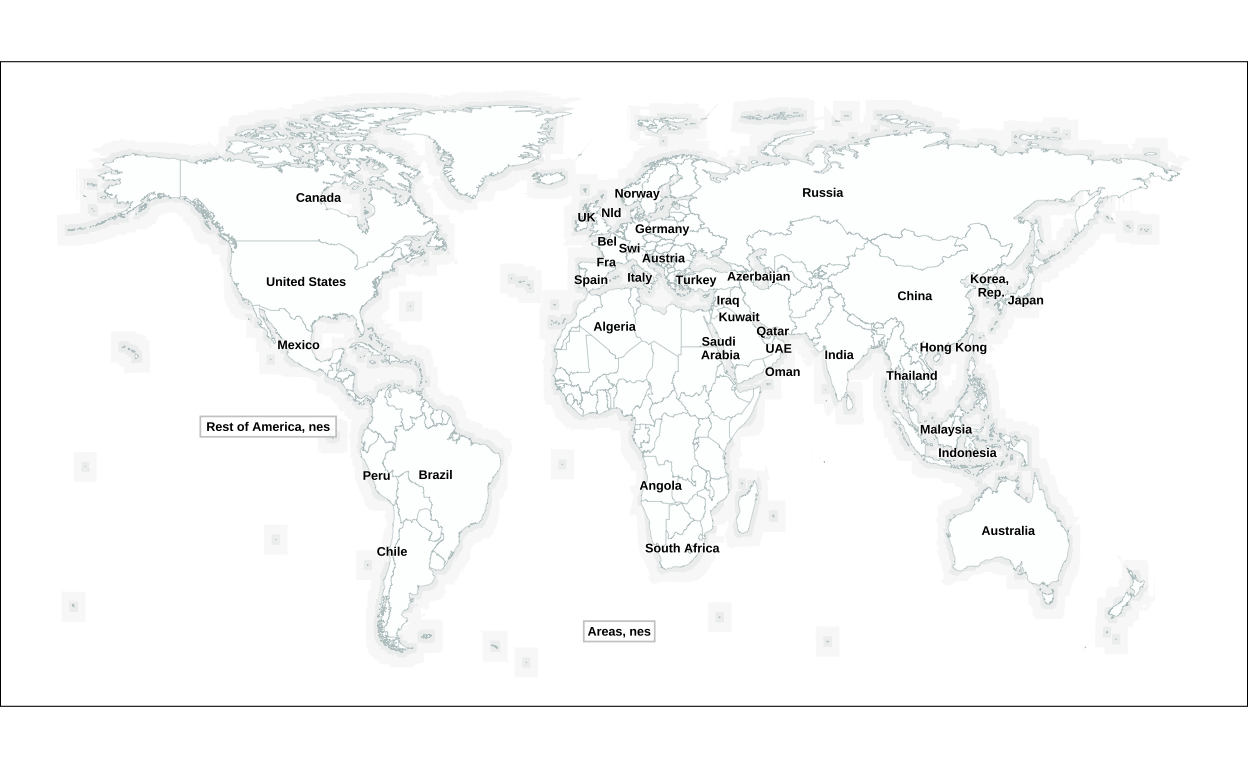 Norway
Russia
Canada
UK
Nld
Germany
Bel
Swi
Austria
Fra
Spain
Italy
Turkey
Azerbaijan
United States
Korea,
Rep.
China
Japan
Iraq
Kuwait
Algeria
Qatar
Saudi
Arabia
UAE
Mexico
Hong Kong
India
Oman
Thailand
Rest of America, nes
Malaysia
Indonesia
Peru
Brazil
Angola
Australia
Chile
South Africa
Areas, nes